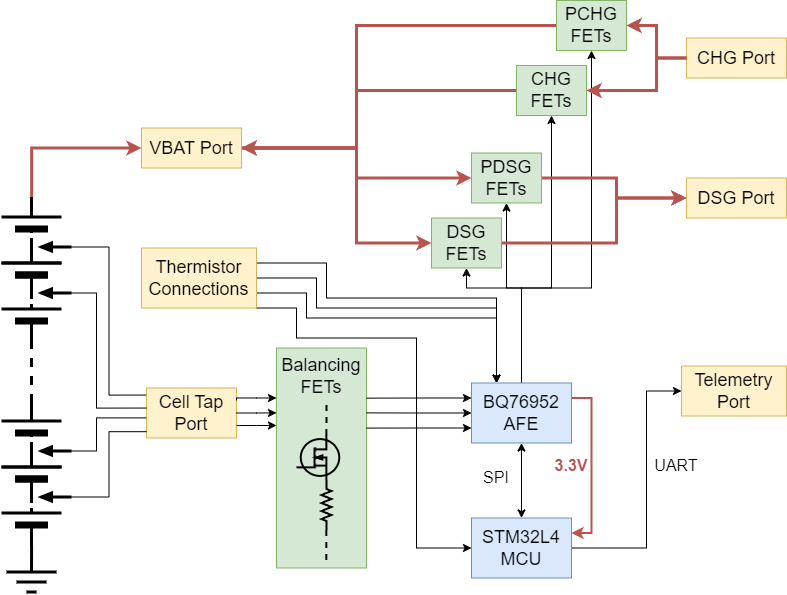 PCHG
FETs
CHG Port
CHG
FETs
VBAT Port
PDSG
FETs
DSG Port
DSG
FETs
Thermistor
Connections
Balancing
FETs
Cell Tap
Port
BQ76952
AFE
Telemetry
Port
SPI
3.3V
UART
STM32L4
MCU